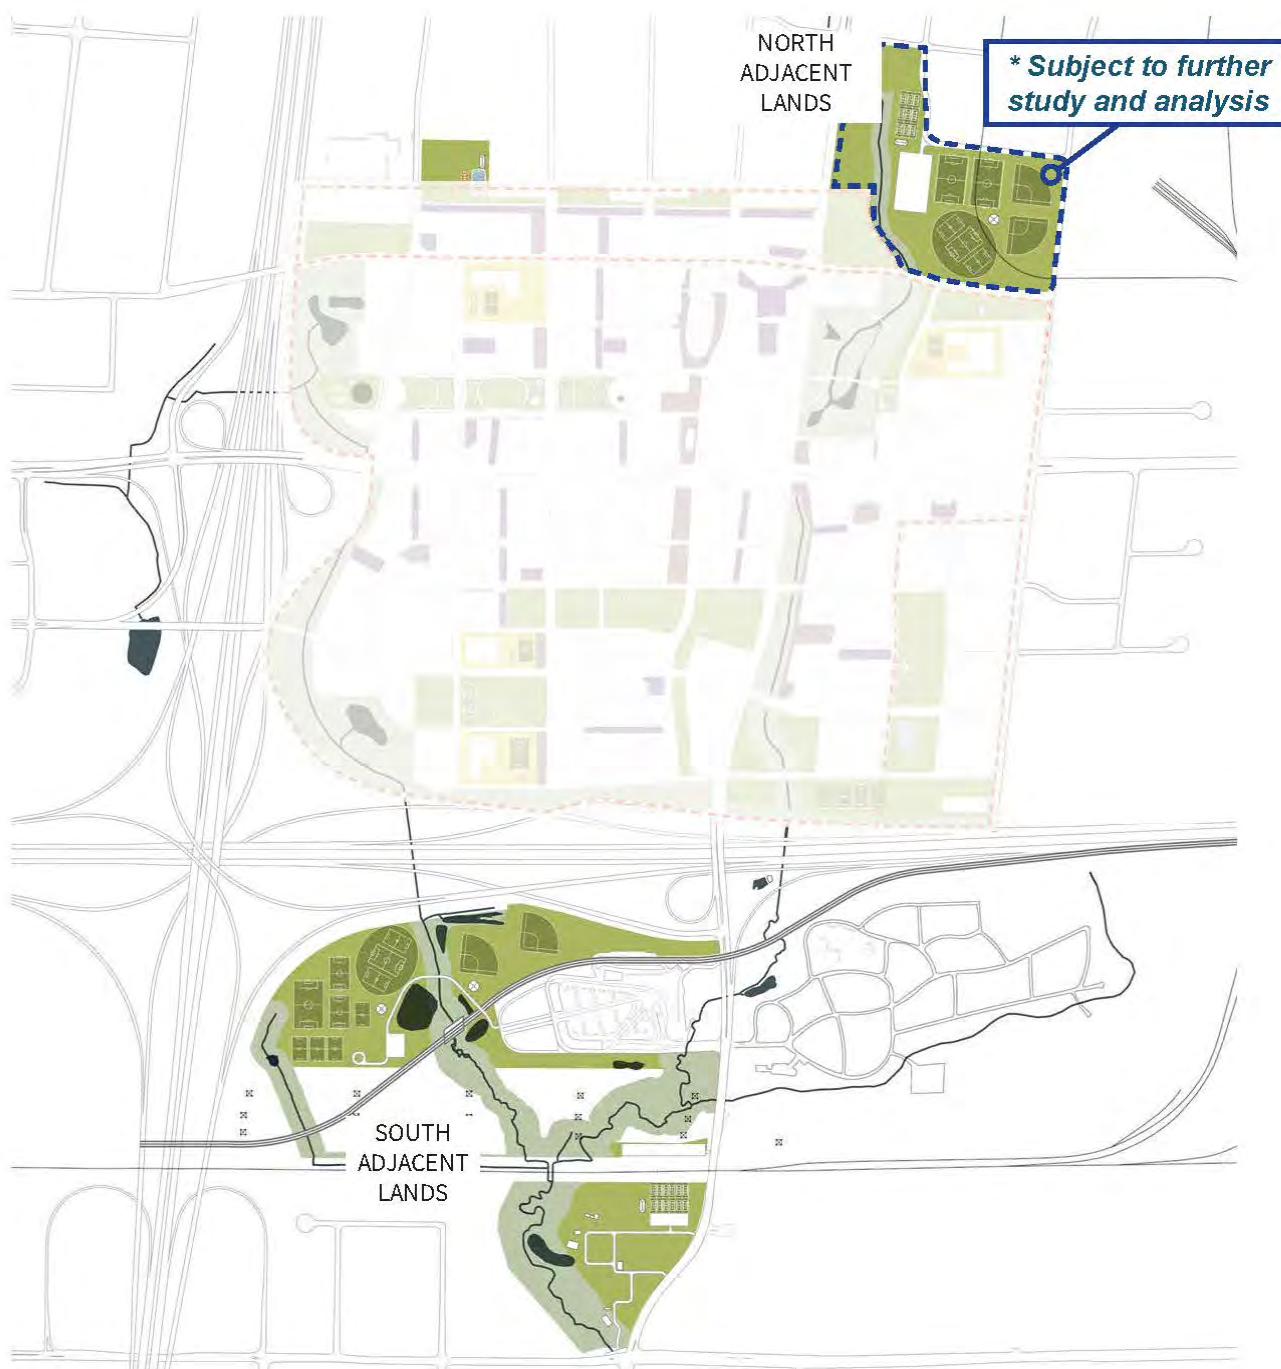 NORTH
ADJACENT
LANDS
* Subject to further
study and analysis
SOUTH
ADJACENT
LANDS